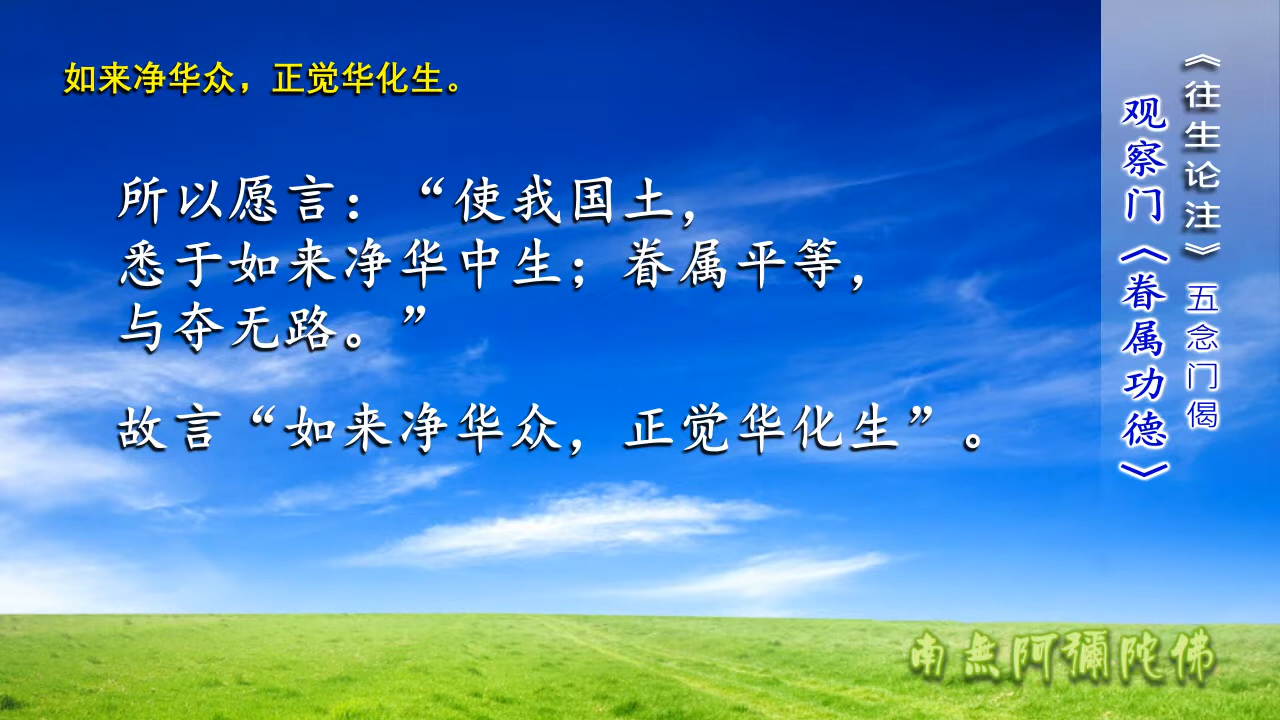 如来净华众，正觉华化生。
所以愿言：“使我国土，
悉于如来净华中生；眷属平等，
与夺无路。”
故言“如来净华众，正觉华化生”。
《往生论注》五念门偈
观察门《眷属功德》
南無阿彌陀佛